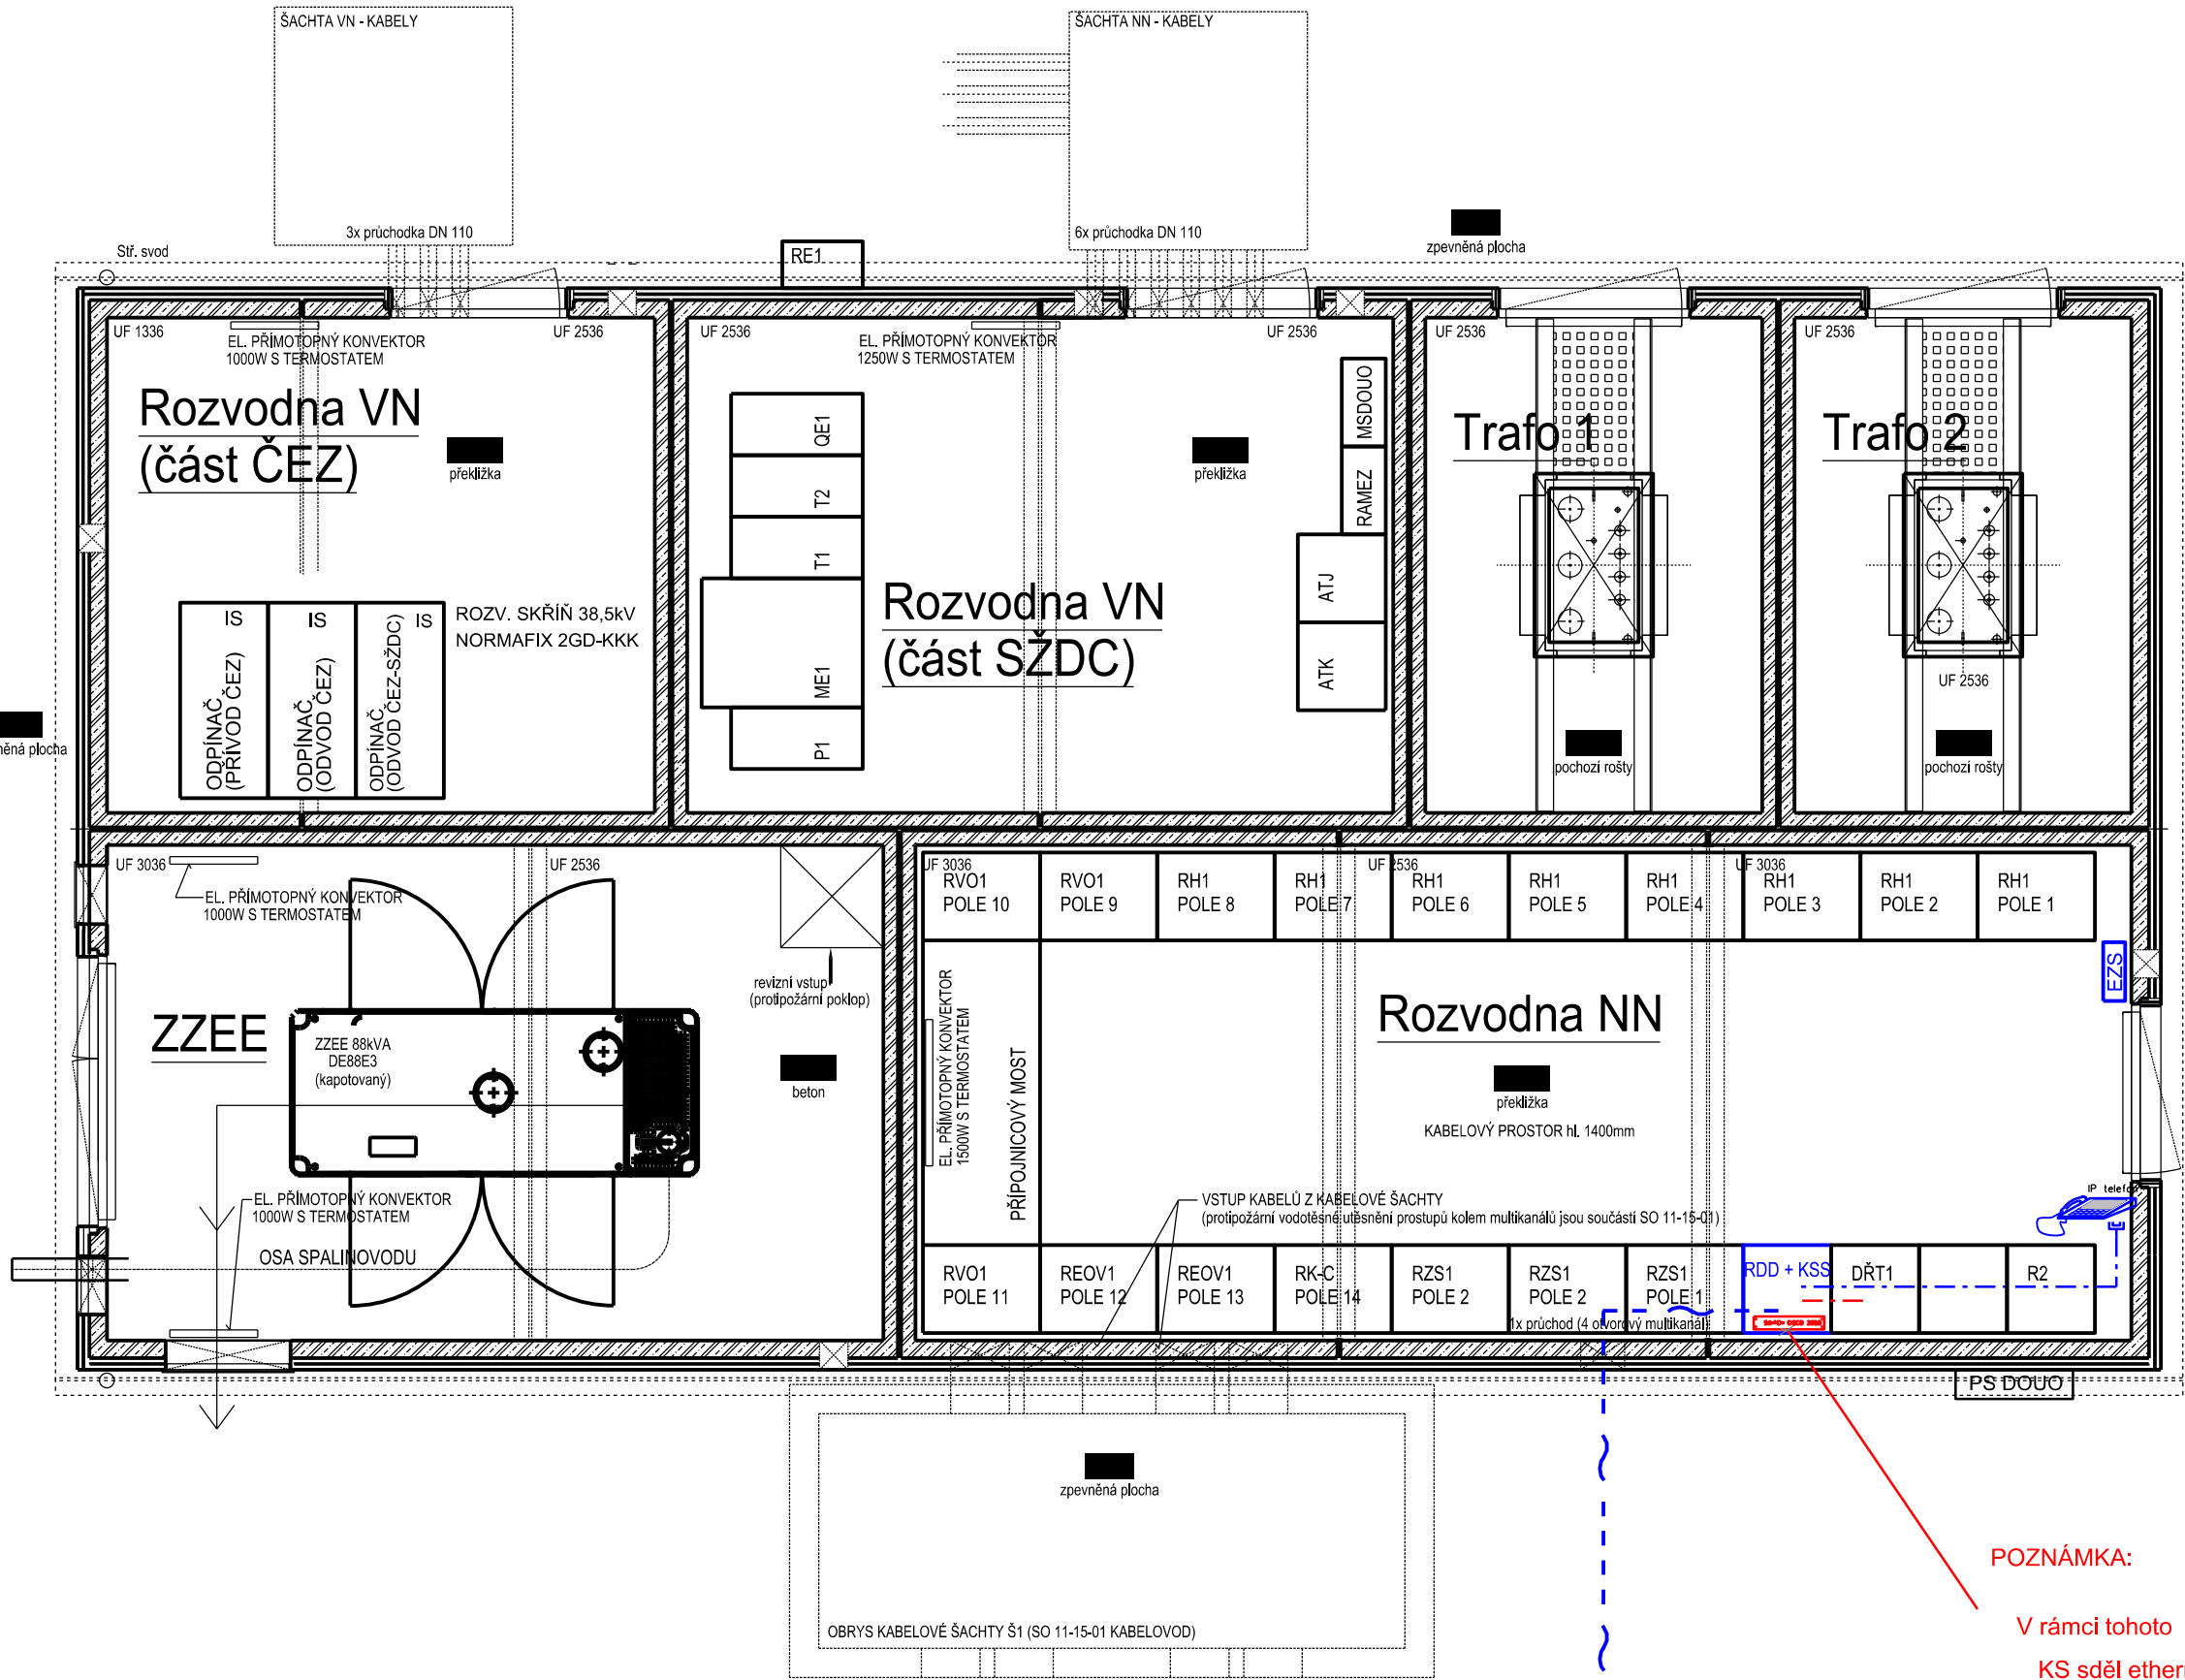 ŠACHTA VN - KABELY
3x průchodka DN 110
ŠACHTA NN - KABELY
6x průchodka DN 110
zpevněná plocha
Stř. svod
RE1
UF 1336
EL. PŘÍMOTOPNÝ KONVEKTOR
1000W S TERMOSTATEM
UF 2536
Rozvodna VN
(část ČEZ)
překližka
IS
IS
IS
ODPÍNAČ
(PŘÍVOD ČEZ)
ODPÍNAČ
(ODVOD ČEZ)
ODPÍNAČ
(ODVOD ČEZ-SŽDC)
ROZV. SKŘÍŇ 38,5kV
NORMAFIX 2GD-KKK
UF 2536
EL. PŘÍMOTOPNÝ KONVEKTOR
1250W S TERMOSTATEM
UF 2536
QE1
T2
T1
ME1
P1
Rozvodna VN
(část SŽDC)
překližka
MSDOUO
RAMEZ
ATJ
ATK
UF 2536
Trafo 1
pochozí rošty
UF 2536
Trafo 2
UF 2536
pochozí rošty
něná plocha
UF 3036
EL. PŘÍMOTOPNÝ KONVEKTOR
1000W S TERMOSTATEM
UF 2536
revizní vstup
(protipožární poklop)
ZZEE
ZZEE 88kVA
DE88E3
(kapotovaný)
beton
EL. PŘÍMOTOPNÝ KONVEKTOR
1000W S TERMOSTATEM
OSA SPALINOVODU
UF 3036
UF 2536
UF 3036
RVO1
POLE 10
RVO1
POLE 9
RH1
POLE 8
RH1
POLE 7
RH1
POLE 6
RH1
POLE 5
RH1
POLE 4
RH1
POLE 3
RH1
POLE 2
RH1
POLE 1
EZS
EL. PŘÍMOTOPNÝ KONVEKTOR
1500W S TERMOSTATEM
PŘÍPOJNICOVÝ MOST
Rozvodna NN
překližka
KABELOVÝ PROSTOR hl. 1400mm
VSTUP KABELŮ Z KABELOVÉ ŠACHTY
(protipožární vodotěsné utěsnění prostupů kolem multikanálů jsou součástí SO 11-15-01)
IP telefon
RVO1
POLE 11
REOV1
POLE 12
REOV1
POLE 13
RK-C
POLE 14
RZS1
POLE 2
RZS1
POLE 2
RZS1
POLE 1
RDD + KSS
DŘT1
R2
1x průchod (4 otvorový multikanál)
PS DOUO
zpevněná plocha
OBRYS KABELOVÉ ŠACHTY Š1 (SO 11-15-01 KABELOVOD)
POZNÁMKA:
V rámci tohoto
KS sděl ether